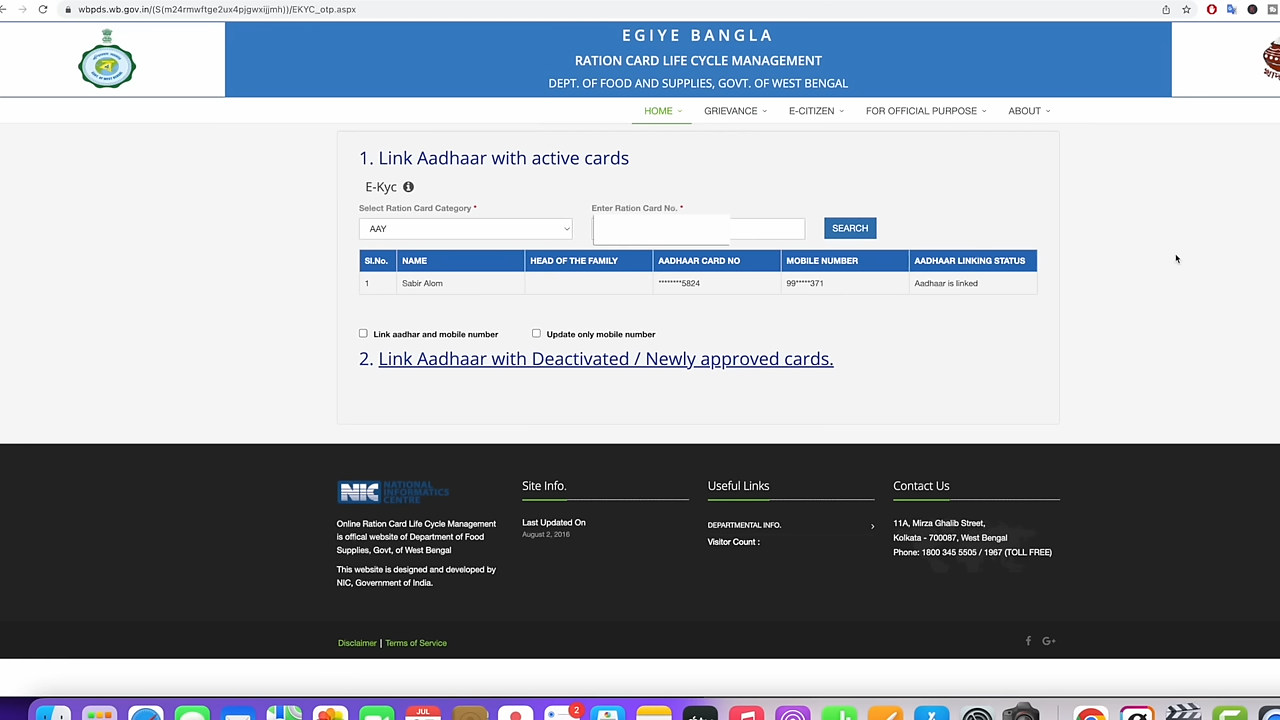 wbpds.wb.gov.in/(S(m24rmwftge2ux4pjgwxijjmh))/EKYC_otp.aspx
EGIYE BANGLA
RATION CARD LIFE CYCLE MANAGEMENT
DEPT. OF FOOD AND SUPPLIES, GOVT. OF WEST BENGAL
HOME GRIEVANCE E-CITIZEN FOR OFFICIAL PURPOSE ABOUT
1. Link Aadhaar with active cards
E-Kyc
Select Ration Card Category * Enter Ration Card No. *
AAY SEARCH
Sl.No. NAME HEAD OF THE FAMILY AADHAAR CARD NO MOBILE NUMBER AADHAAR LINKING STATUS
1 Sabir Alom ********5824 99*****371 Aadhaar is linked
Link aadhar and mobile number Update only mobile number
2. Link Aadhaar with Deactivated / Newly approved cards.
NIC NATIONAL INFORMATICS CENTRE
Site Info. Useful Links Contact Us
Online Ration Card Life Cycle Management
is offical website of Department of Food
Supplies, Govt, of West Bengal
This website is designed and developed by
NIC, Government of India.
Last Updated On
August 2, 2016
DEPARTMENTAL INFO.
Visitor Count :
11A, Mirza Ghalib Street,
Kolkata - 700087, West Bengal
Phone: 1800 345 5505 / 1967 (TOLL FREE)
Disclaimer | Terms of Service
JUL 2